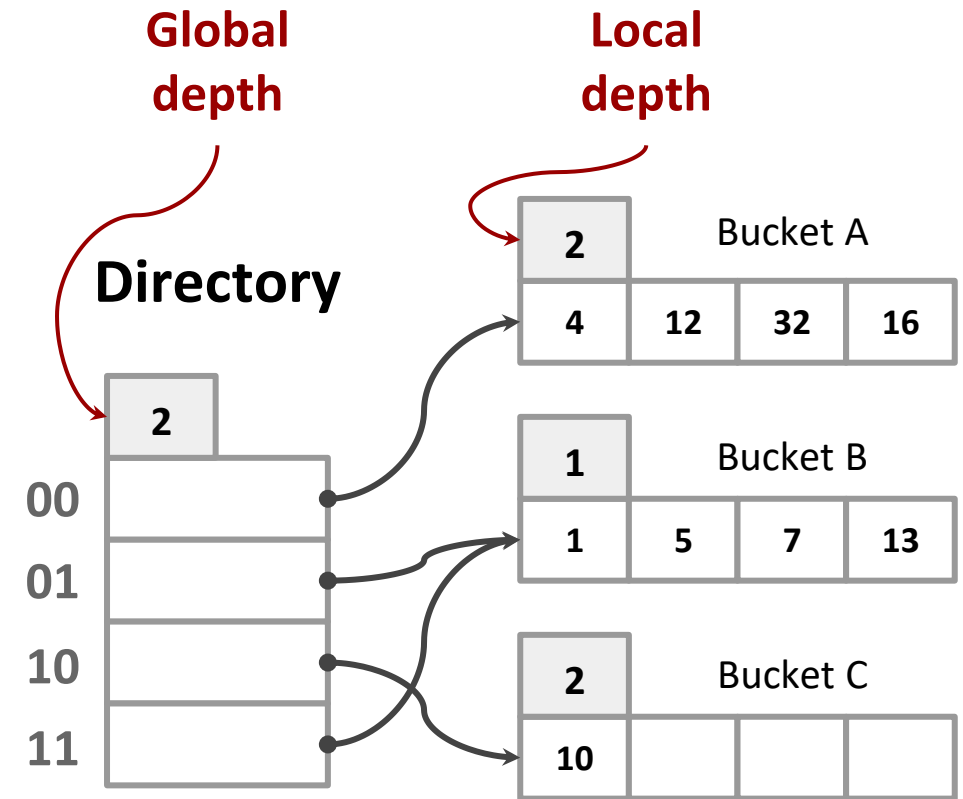 Global
depth
Local
depth
Directory
2
00
01
10
11
2
Bucket A
4 12 32 16
1
Bucket B
1 5 7 13
2
Bucket C
10